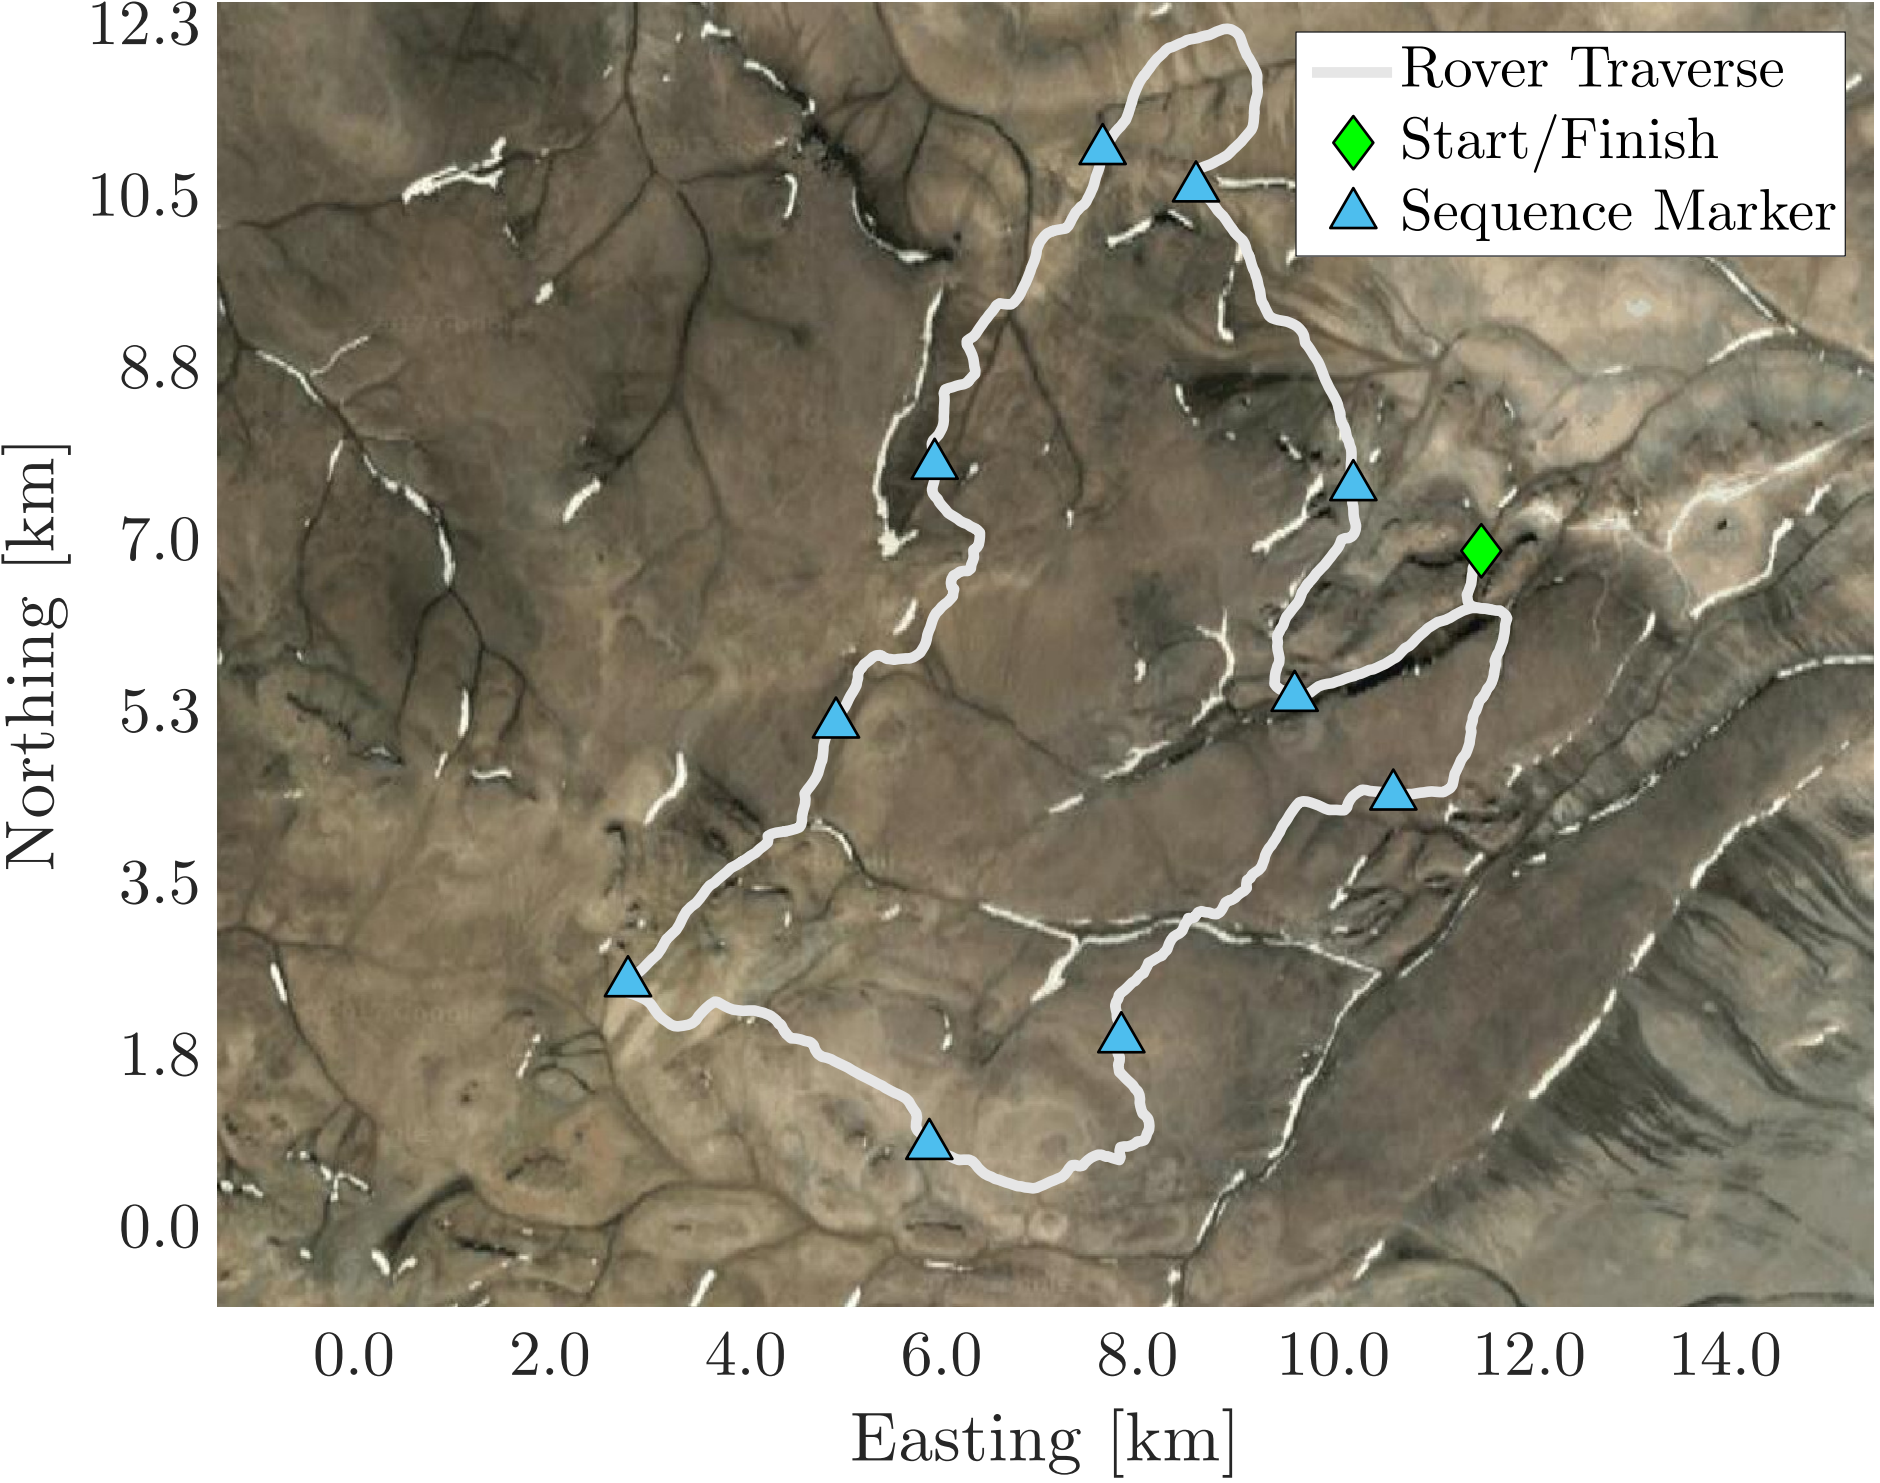 12.3
10.5
8.8
7.0
5.3
3.5
1.8
0.0
Northing [km]
Rover Traverse
Start/Finish
Sequence Marker
0.0 2.0 4.0 6.0 8.0 10.0 12.0 14.0
Easting [km]